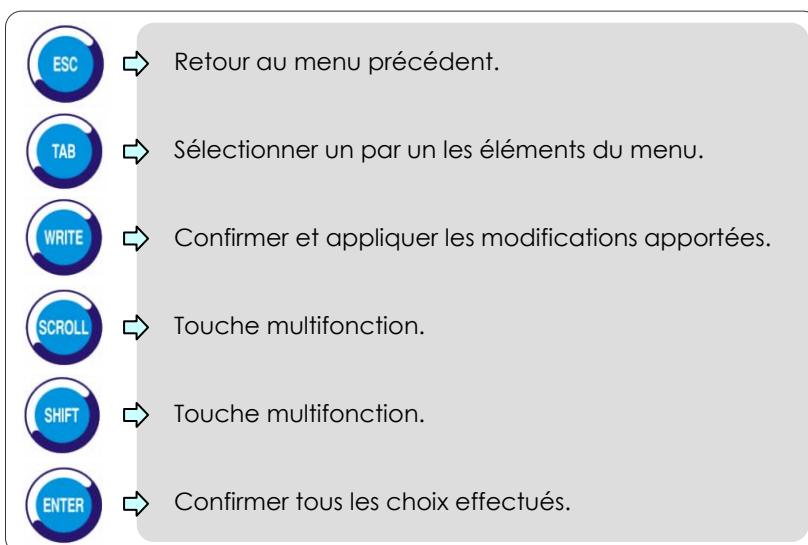 ESC Retour au menu précédent.
TAB Sélectionner un par un les éléments du menu.
WRITE Confirmer et appliquer les modifications apportées.
SCROLL Touche multifonction.
SHIFT Touche multifonction.
ENTER Confirmer tous les choix effectués.